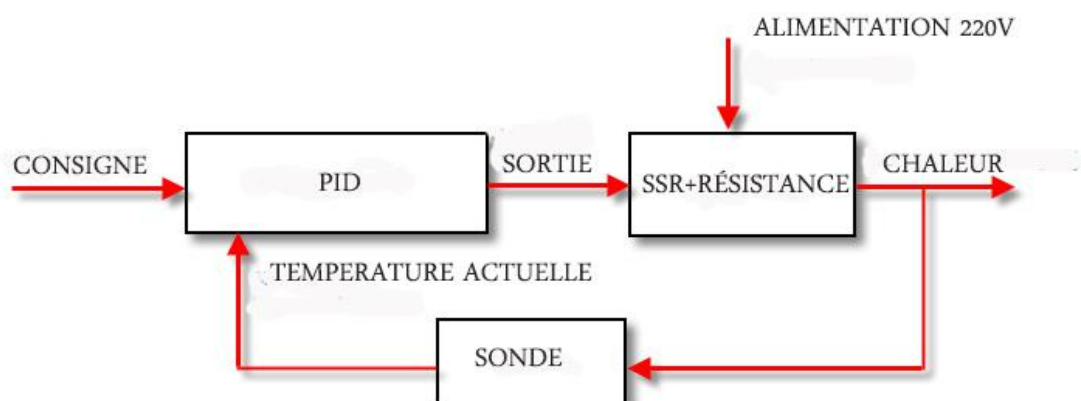 ALIMENTATION 220V
CONSIGNE
PID
SORTIE
SSR+RÉSISTANCE
CHALEUR
TEMPERATURE ACTUELLE
SONDE